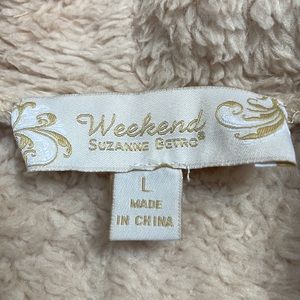 Weekend
SUZANNE BETRO®
L
MADE
IN CHINA